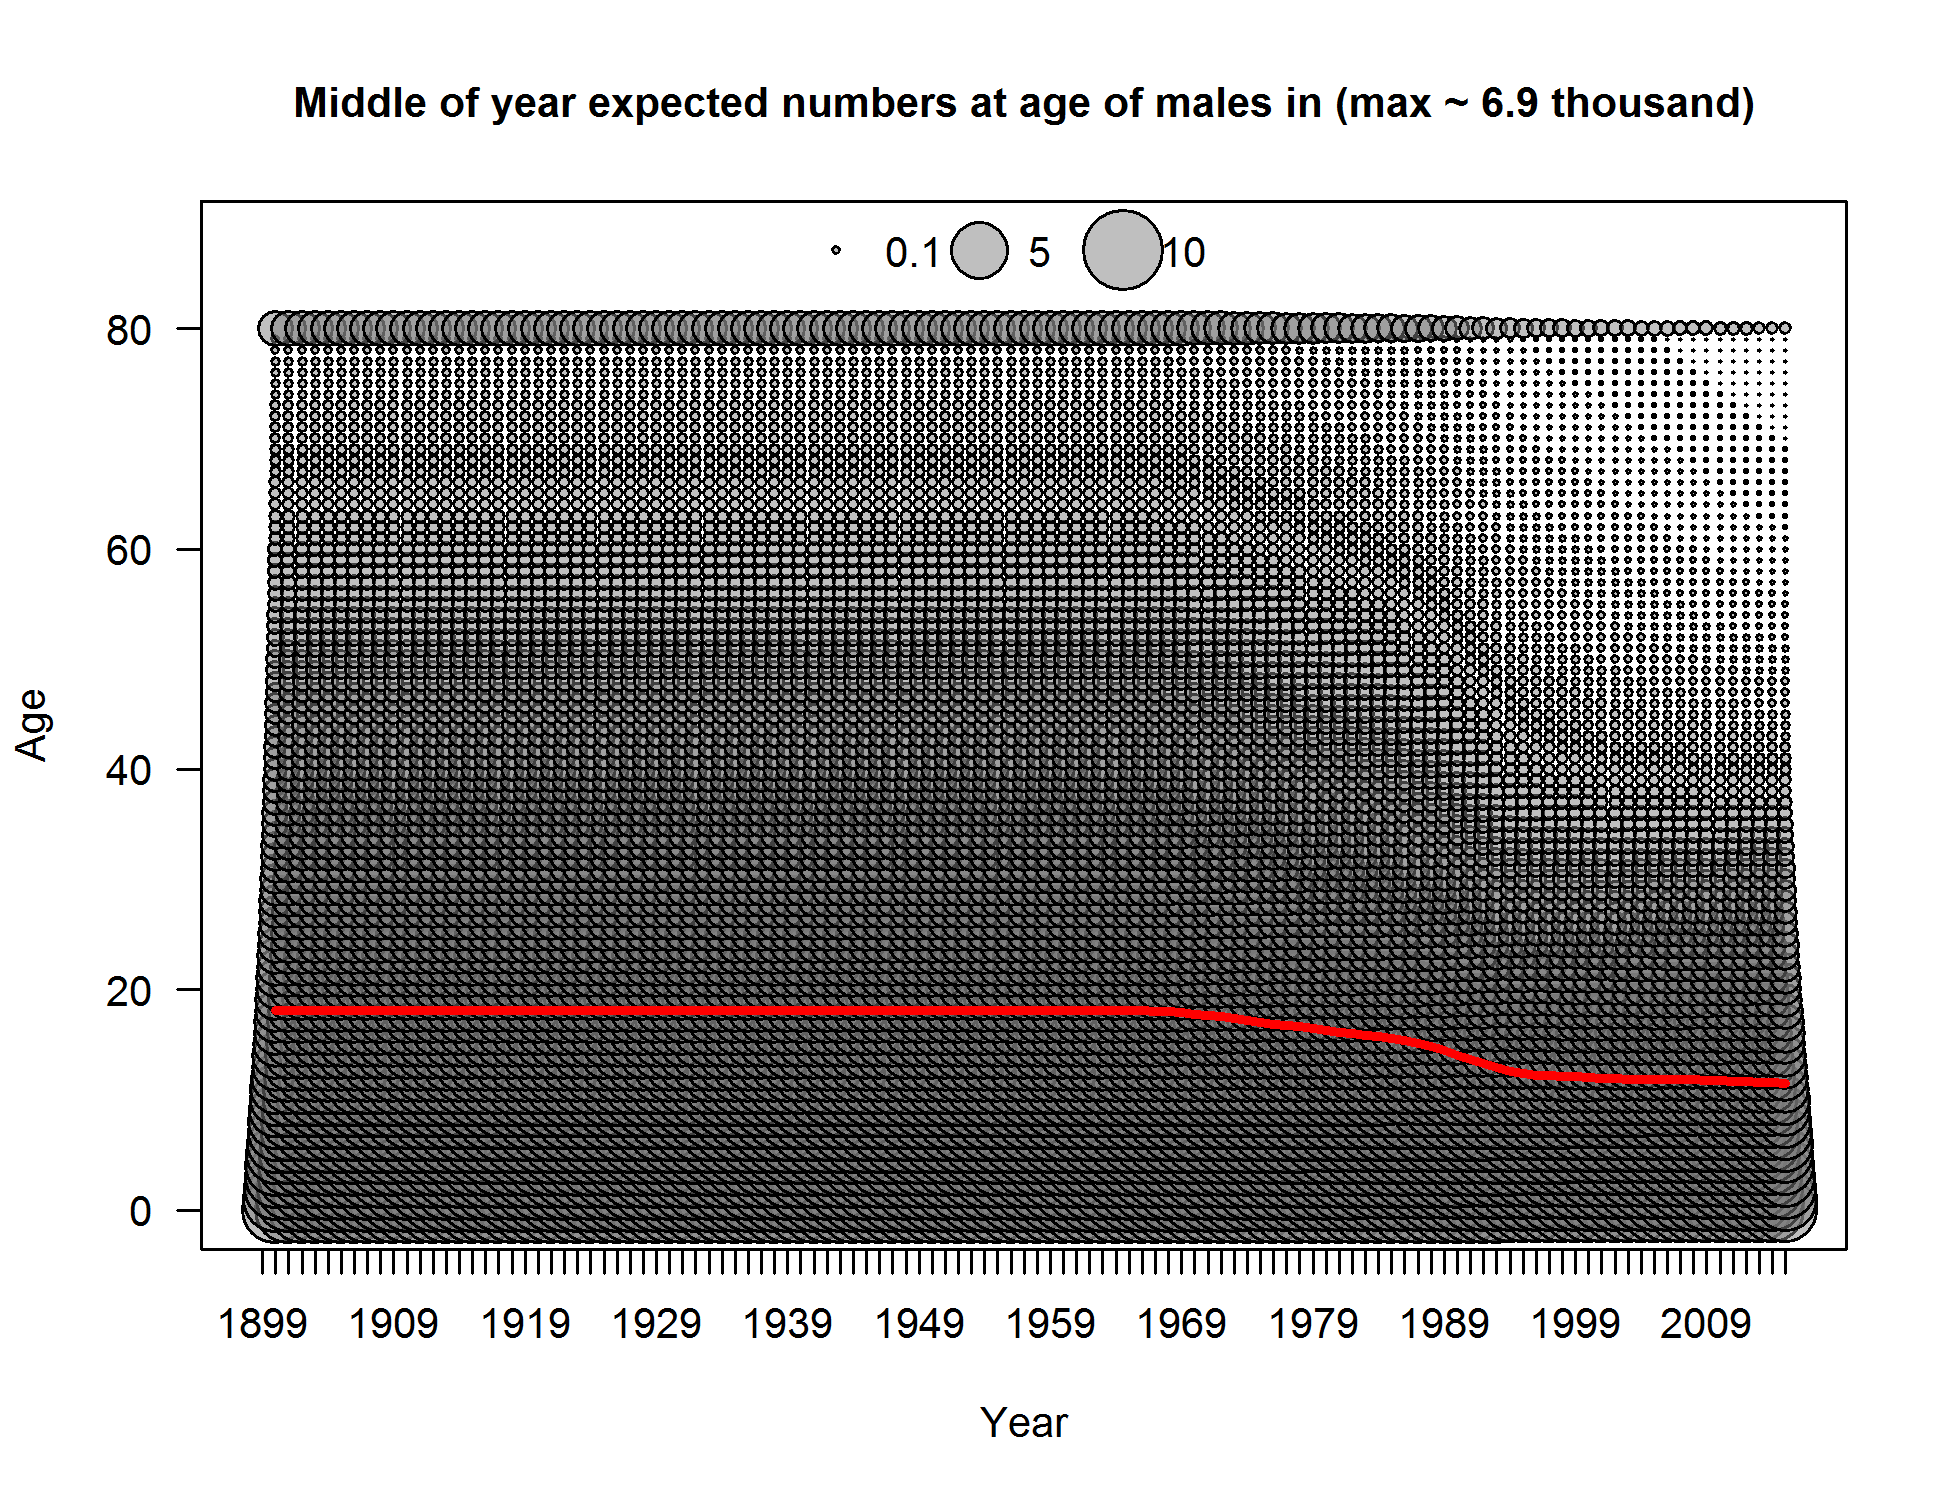 Middle of year expected numbers at age of males in (max ~ 6.9 thousand)
0.1 5 10
80
60
40
20
0
Age
1899 1909 1919 1929 1939 1949 1959 1969 1979 1989 1999 2009
Year